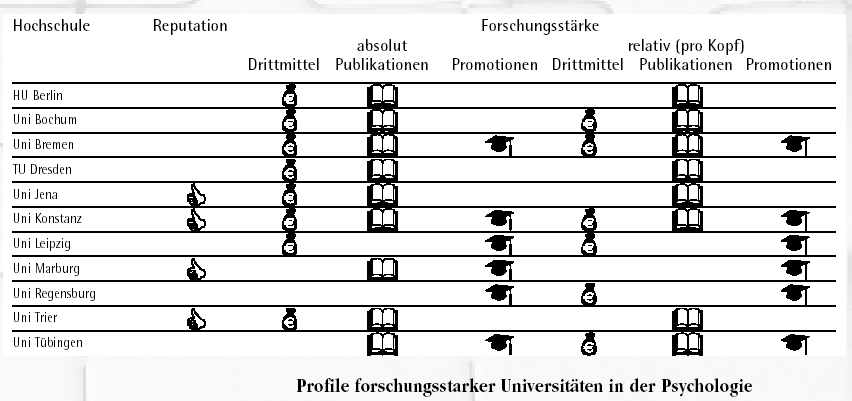 Hochschule Reputation Forschungsstärke
absolut relativ (pro Kopf)
Drittmittel Publikationen Promotionen Drittmittel Publikationen Promotionen
HU Berlin
Uni Bochum
Uni Bremen
TU Dresden
Uni Jena
Uni Konstanz
Uni Leipzig
Uni Marburg
Uni Regensburg
Uni Trier
Uni Tübingen
Profile forschungsstarker Universitäten in der Psychologie